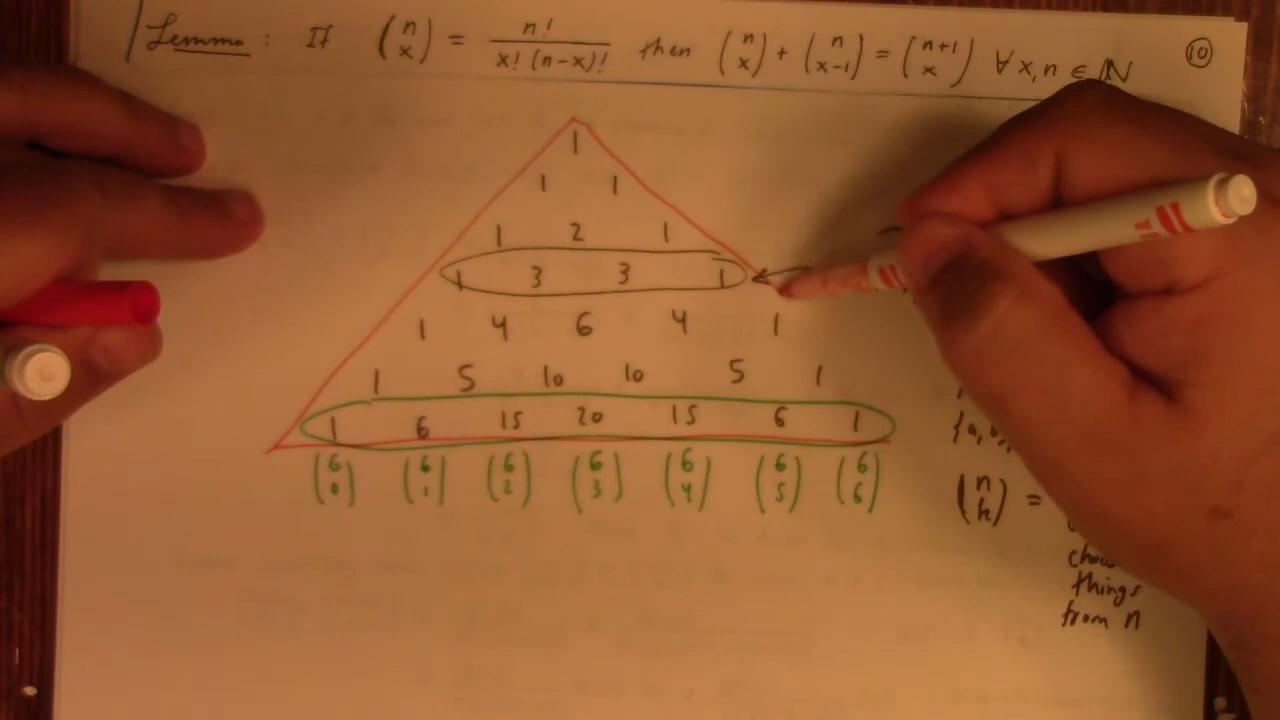 Lemma : If (n x) = n! / x! (n-x)! then (n x) + (n x-1) = (n+1 x) ∀ x, n ∈ ℕ 10
1
1 1
1 2 1
1 3 3 1
1 4 6 4 1
1 5 10 10 5 1
1 6 15 20 15 6 1
(6 0) (6 1) (6 2) (6 3) (6 4) (6 5) (6 6)
{a,
(n k) =
things
from n